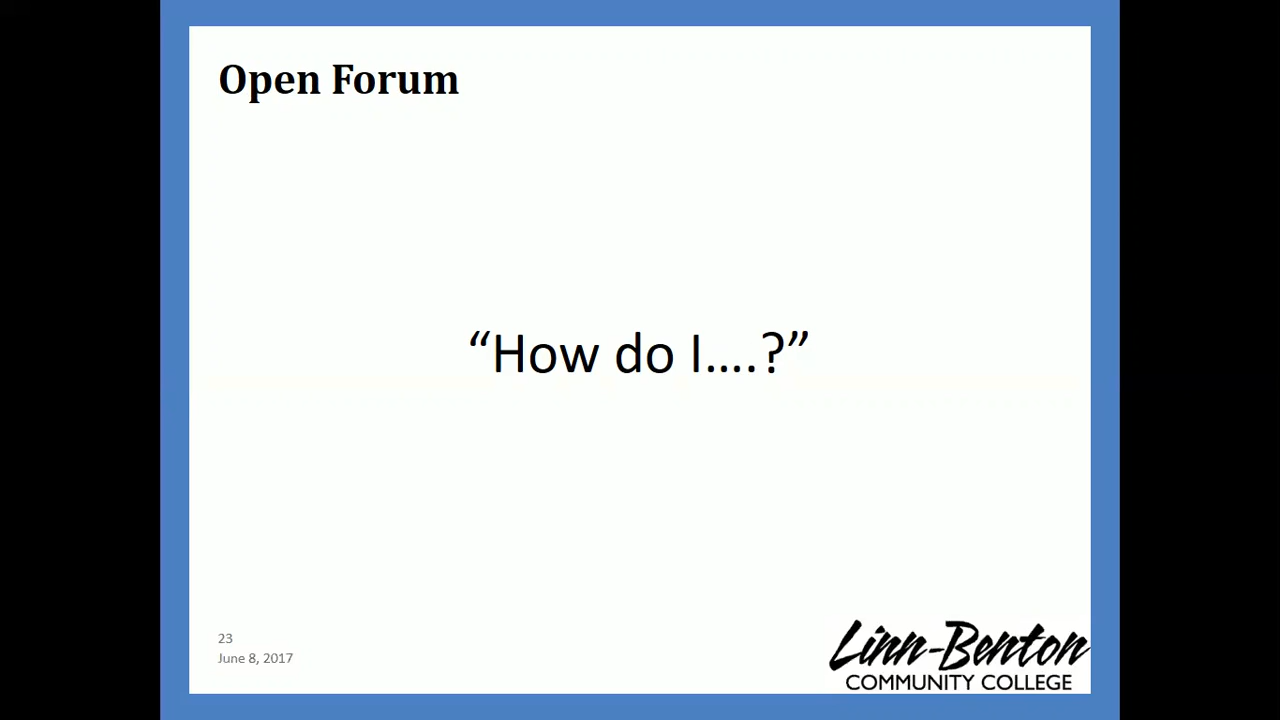 Open Forum
“How do I....?”
23
June 8, 2017
Linn-Benton
COMMUNITY COLLEGE